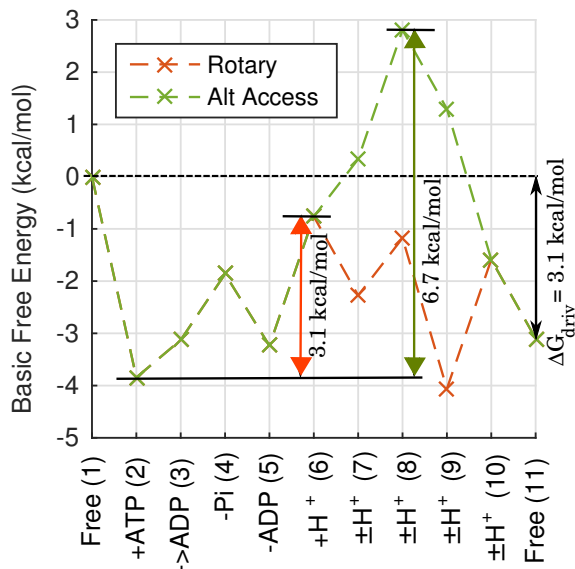 Basic Free Energy (kcal/mol)
3
2
1
0
-1
-2
-3
-4
-5
Rotary
Alt Access
3.1 kcal/mol
6.7 kcal/mol
ΔG_driv = 3.1 kcal/mol
Free (1)
+ATP (2)
->ADP (3)
-Pi (4)
-ADP (5)
+H⁺ (6)
±H⁺ (7)
±H⁺ (8)
±H⁺ (9)
±H⁺ (10)
Free (11)